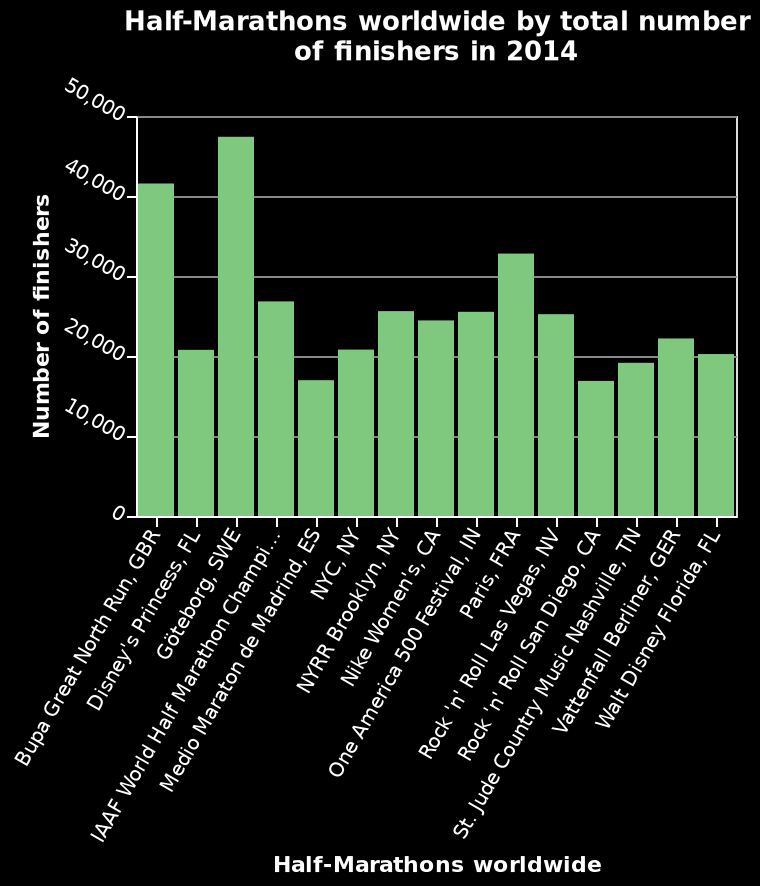 Half-Marathons worldwide by total number
of finishers in 2014
Number of finishers
50,000
40,000
30,000
20,000
10,000
0
Bupa Great North Run, GBR
Disney's Princess, FL
Göteborg, SWE
IAAF World Half Marathon Champi…
Medio Maraton de Madrind, ES
NYC, NY
NYRR Brooklyn, NY
Nike Women's, CA
One America 500 Festival, IN
Paris, FRA
Rock 'n' Roll Las Vegas, NV
Rock 'n' Roll San Diego, CA
St. Jude Country Music Nashville, TN
Vattenfall Berliner, GER
Walt Disney Florida, FL
Half-Marathons worldwide